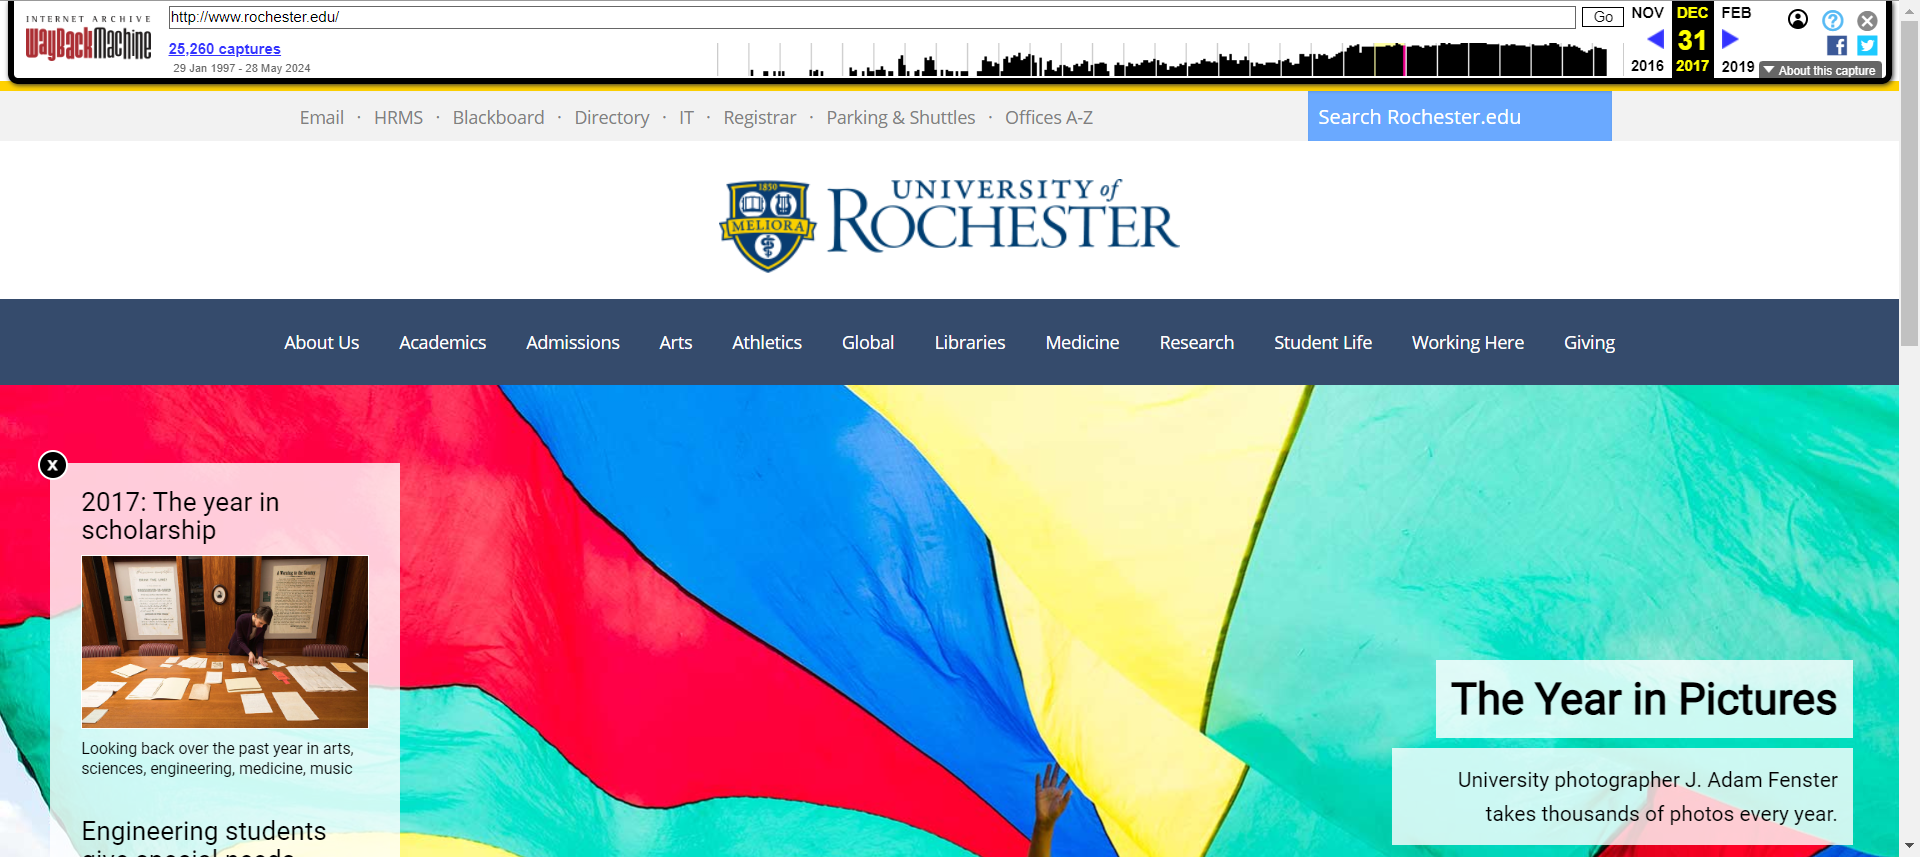 INTERNET ARCHIVE
WayBackMachine
http://www.rochester.edu/
Go
NOV DEC FEB
25,260 captures
31
29 Jan 1997 - 28 May 2024
2016 2017 2019
About this capture
Email · HRMS · Blackboard · Directory · IT · Registrar · Parking & Shuttles · Offices A-Z
Search Rochester.edu
1850
MELIORA
UNIVERSITY of
ROCHESTER
About Us Academics Admissions Arts Athletics Global Libraries Medicine Research Student Life Working Here Giving
x
2017: The year in
scholarship
Looking back over the past year in arts,
sciences, engineering, medicine, music
Engineering students
give special needs
The Year in Pictures
University photographer J. Adam Fenster
takes thousands of photos every year.